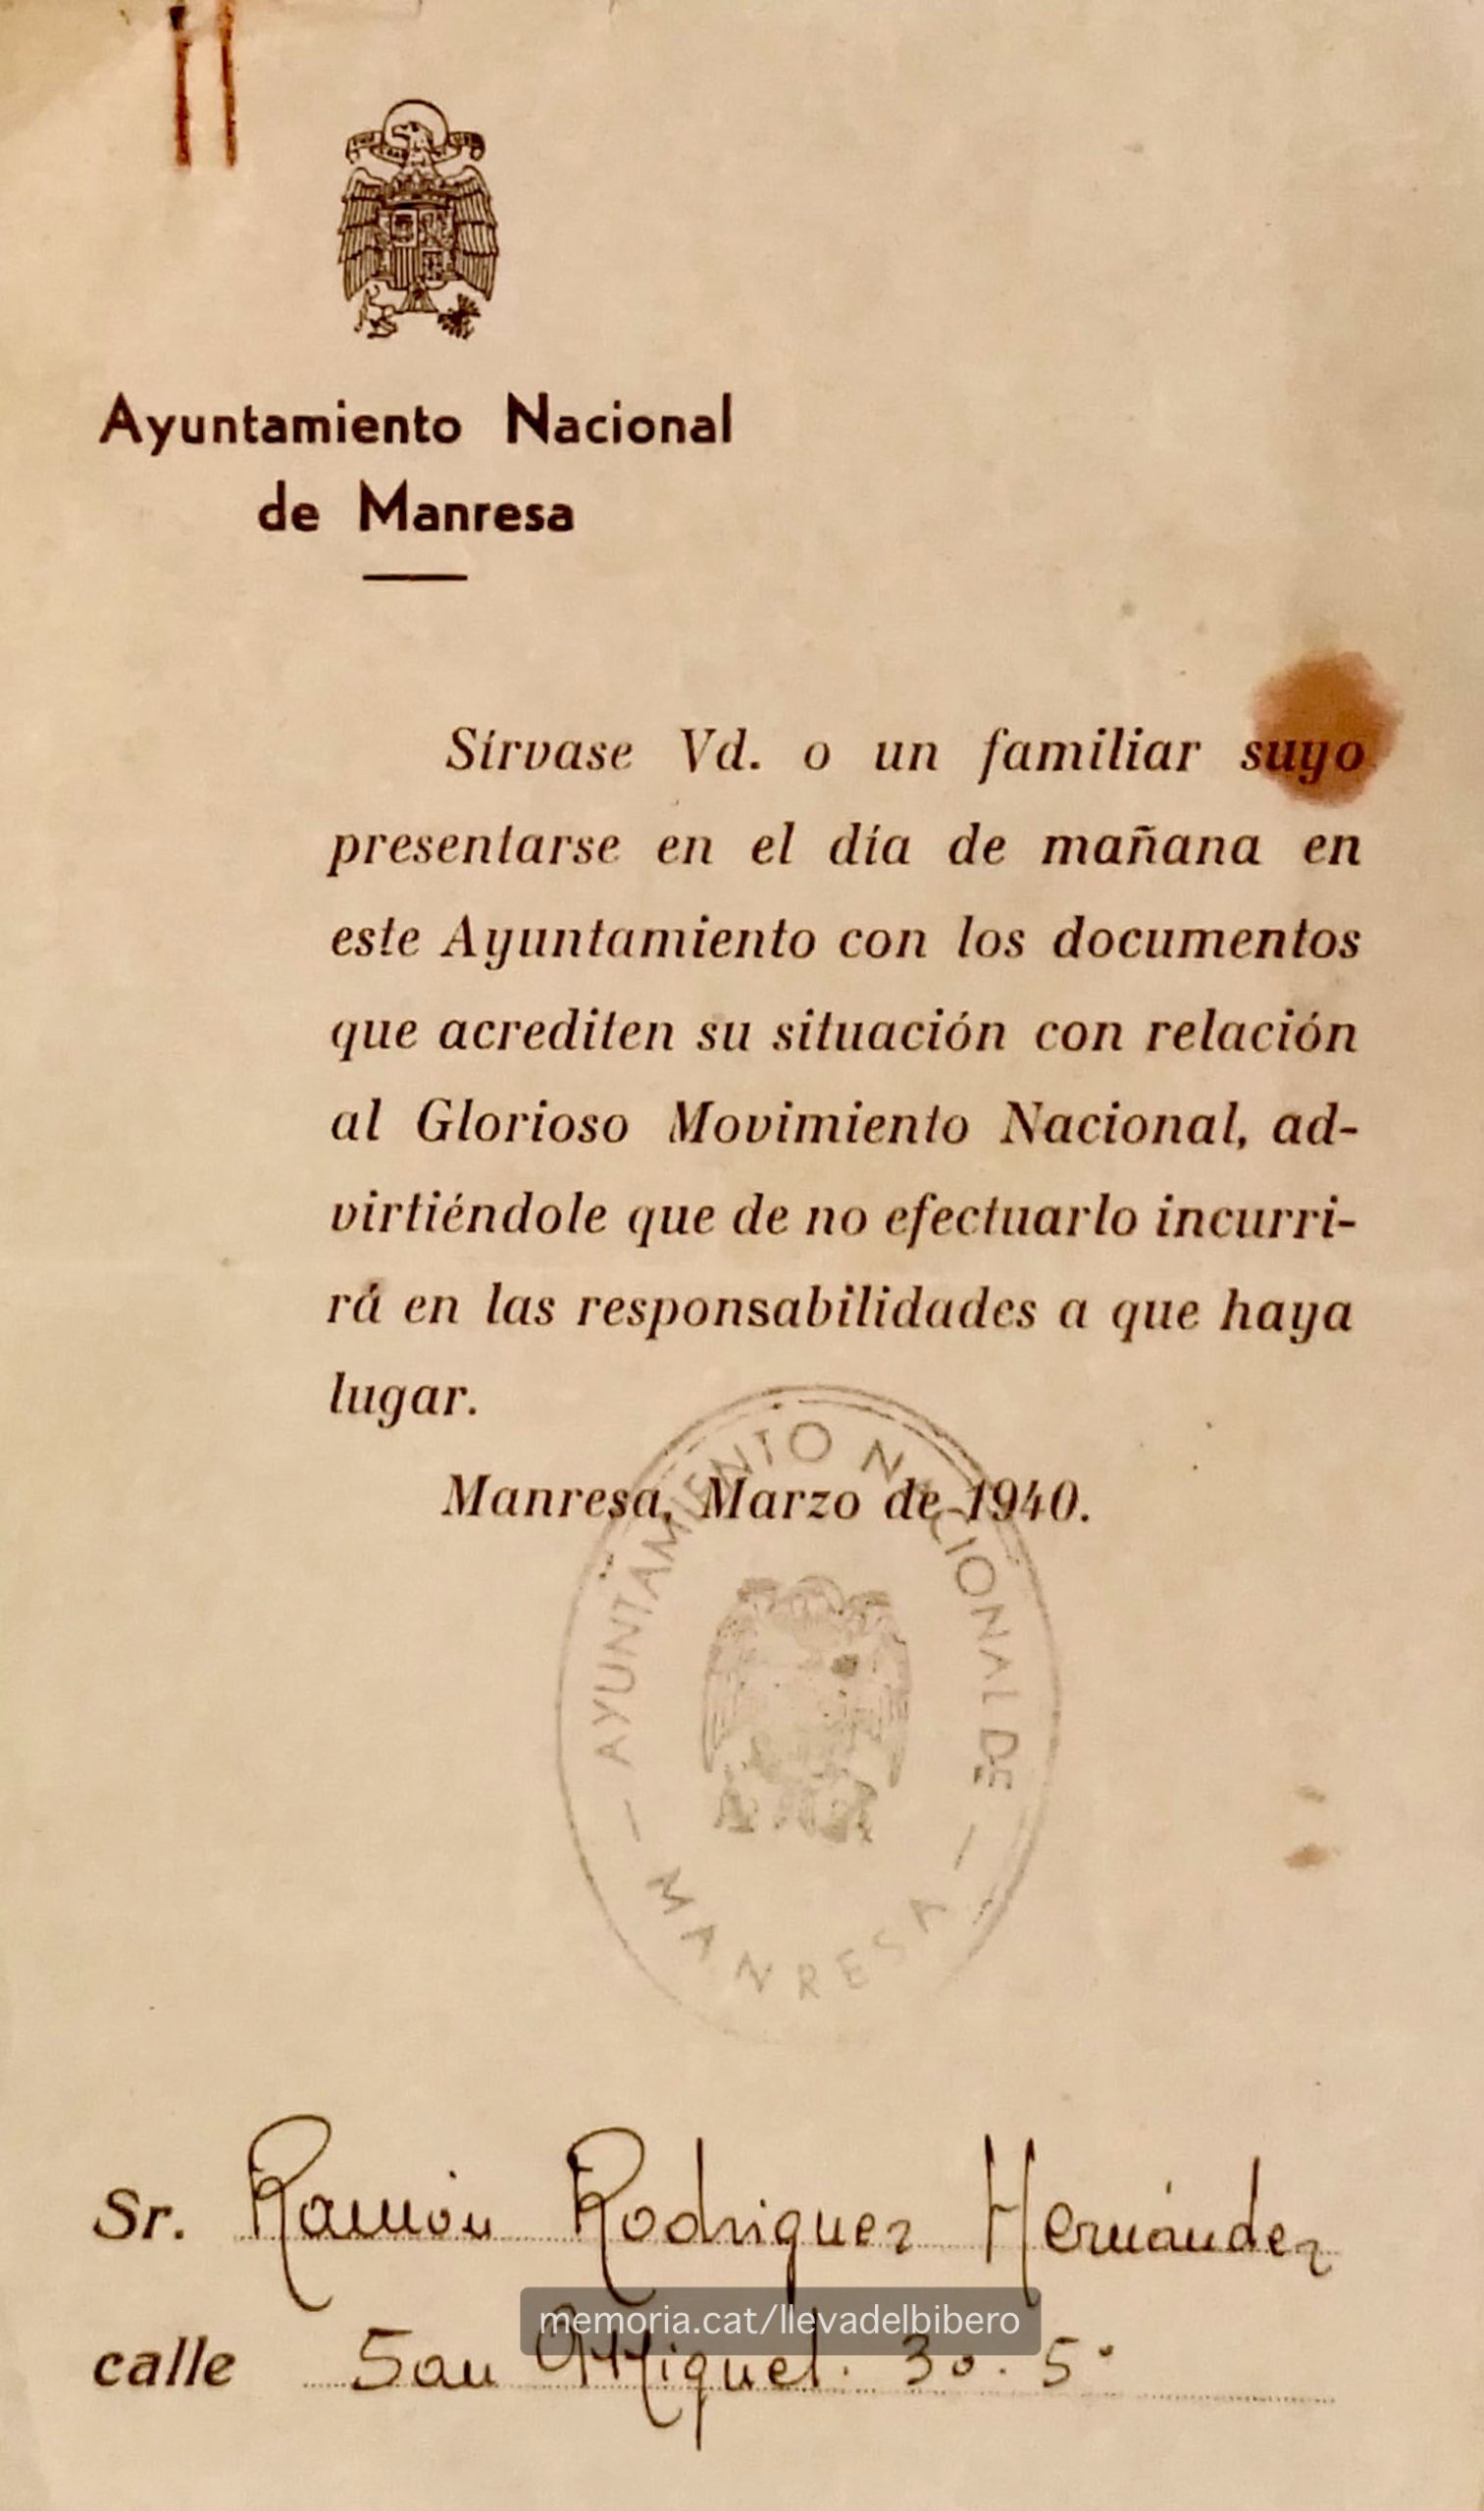 Ayuntamiento Nacional
de Manresa
Sírvase Vd. o un familiar suyo
presentarse en el día de mañana en
este Ayuntamiento con los documentos
que acrediten su situación con relación
al Glorioso Movimiento Nacional, ad-
virtiéndole que de no efectuarlo incurri-
rá en las responsabilidades a que haya
lugar.
Manresa, Marzo de 1940.
AYUNTAMIENTO NACIONAL DE
— MANRESA —
Sr. Ramón Rodriguez Hernández
memoria.cat/llevadelbibero
calle San Miguel. 30. 5º